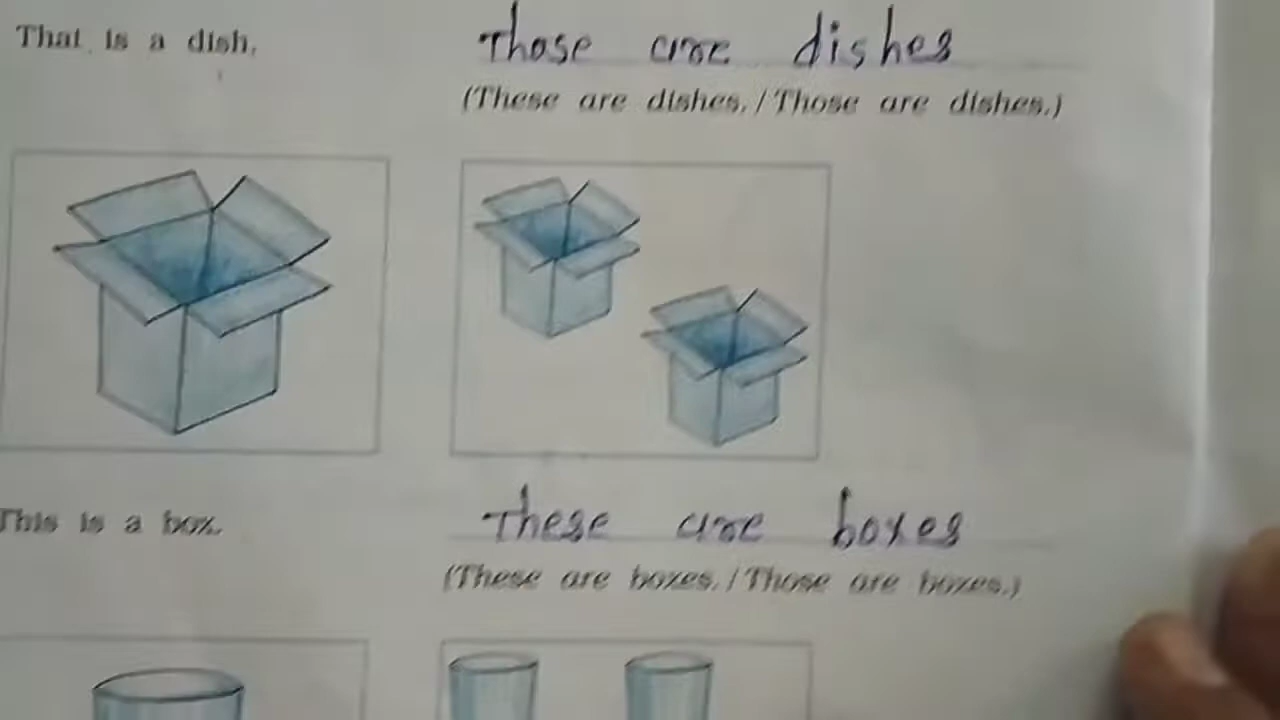 That is a dish.
Those are dishes
(These are dishes. / Those are dishes.)
This is a box.
These are boxes
(These are boxes. / Those are boxes.)